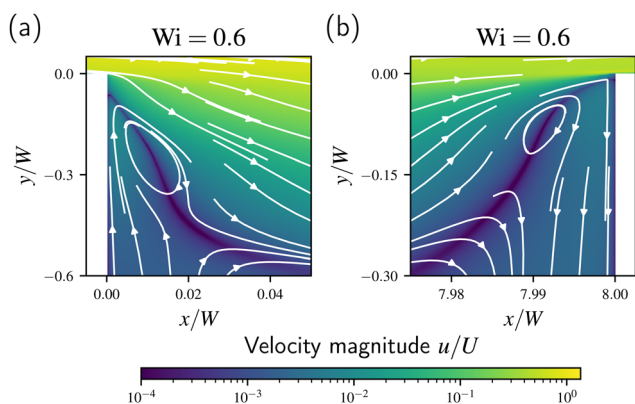 (a)
Wi = 0.6
y/W
0.0
−0.3
−0.6
0.00
0.02
0.04
x/W
(b)
Wi = 0.6
y/W
0.00
−0.15
−0.30
7.98
7.99
8.00
x/W
Velocity magnitude u/U
10⁻⁴
10⁻³
10⁻²
10⁻¹
10⁰